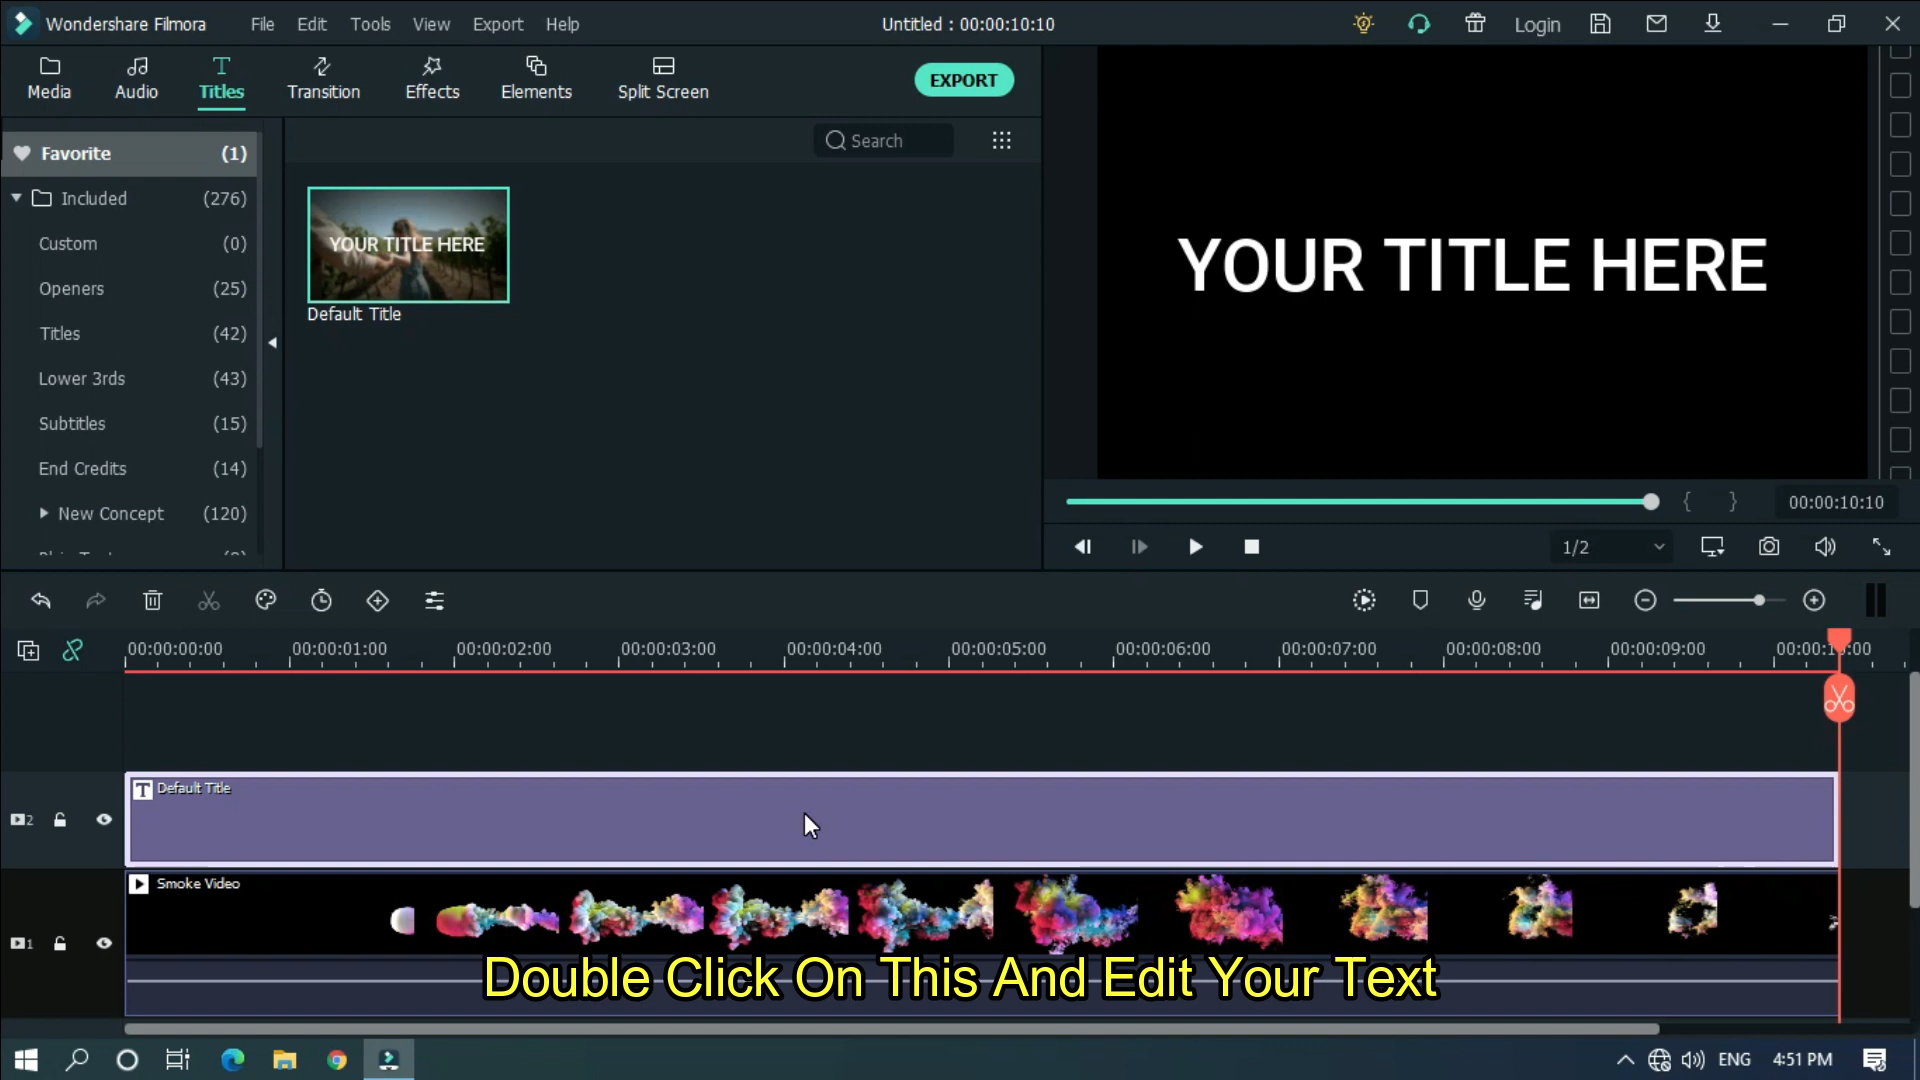 Wondershare Filmora File Edit Tools View Export Help Untitled : 00:00:10:10 Login
Media Audio Titles Transition Effects Elements Split Screen EXPORT
Favorite (1)
Search
Included (276)
Custom (0)
Openers (25)
Titles (42)
Lower 3rds (43)
Subtitles (15)
End Credits (14)
New Concept (120)
YOUR TITLE HERE
Default Title
YOUR TITLE HERE
00:00:10:10
1/2
00:00:00:00 00:00:01:00 00:00:02:00 00:00:03:00 00:00:04:00 00:00:05:00 00:00:06:00 00:00:07:00 00:00:08:00 00:00:09:00
T Default Title
2
Smoke Video
1
Double Click On This And Edit Your Text
ENG 4:51 PM